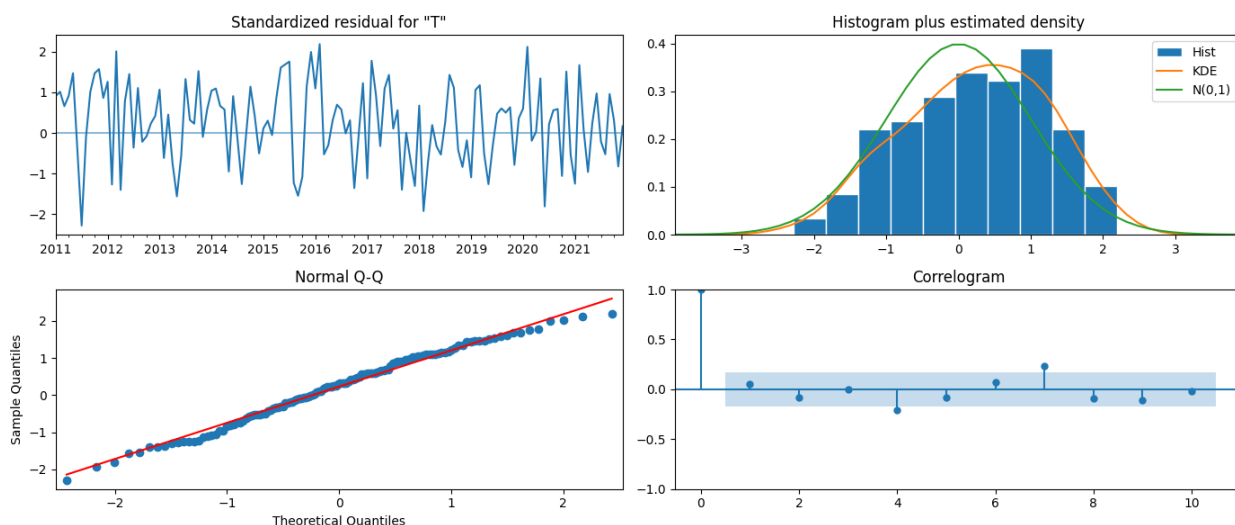 Standardized residual for "T"
2
1
0
−1
−2
2011 2012 2013 2014 2015 2016 2017 2018 2019 2020 2021
Histogram plus estimated density
Hist
KDE
N(0,1)
0.4
0.3
0.2
0.1
0.0
−3 −2 −1 0 1 2 3
Normal Q-Q
Sample Quantiles
2
1
0
−1
−2
−2 −1 0 1 2
Theoretical Quantiles
Correlogram
1.0
0.5
0.0
−0.5
−1.0
0 2 4 6 8 10